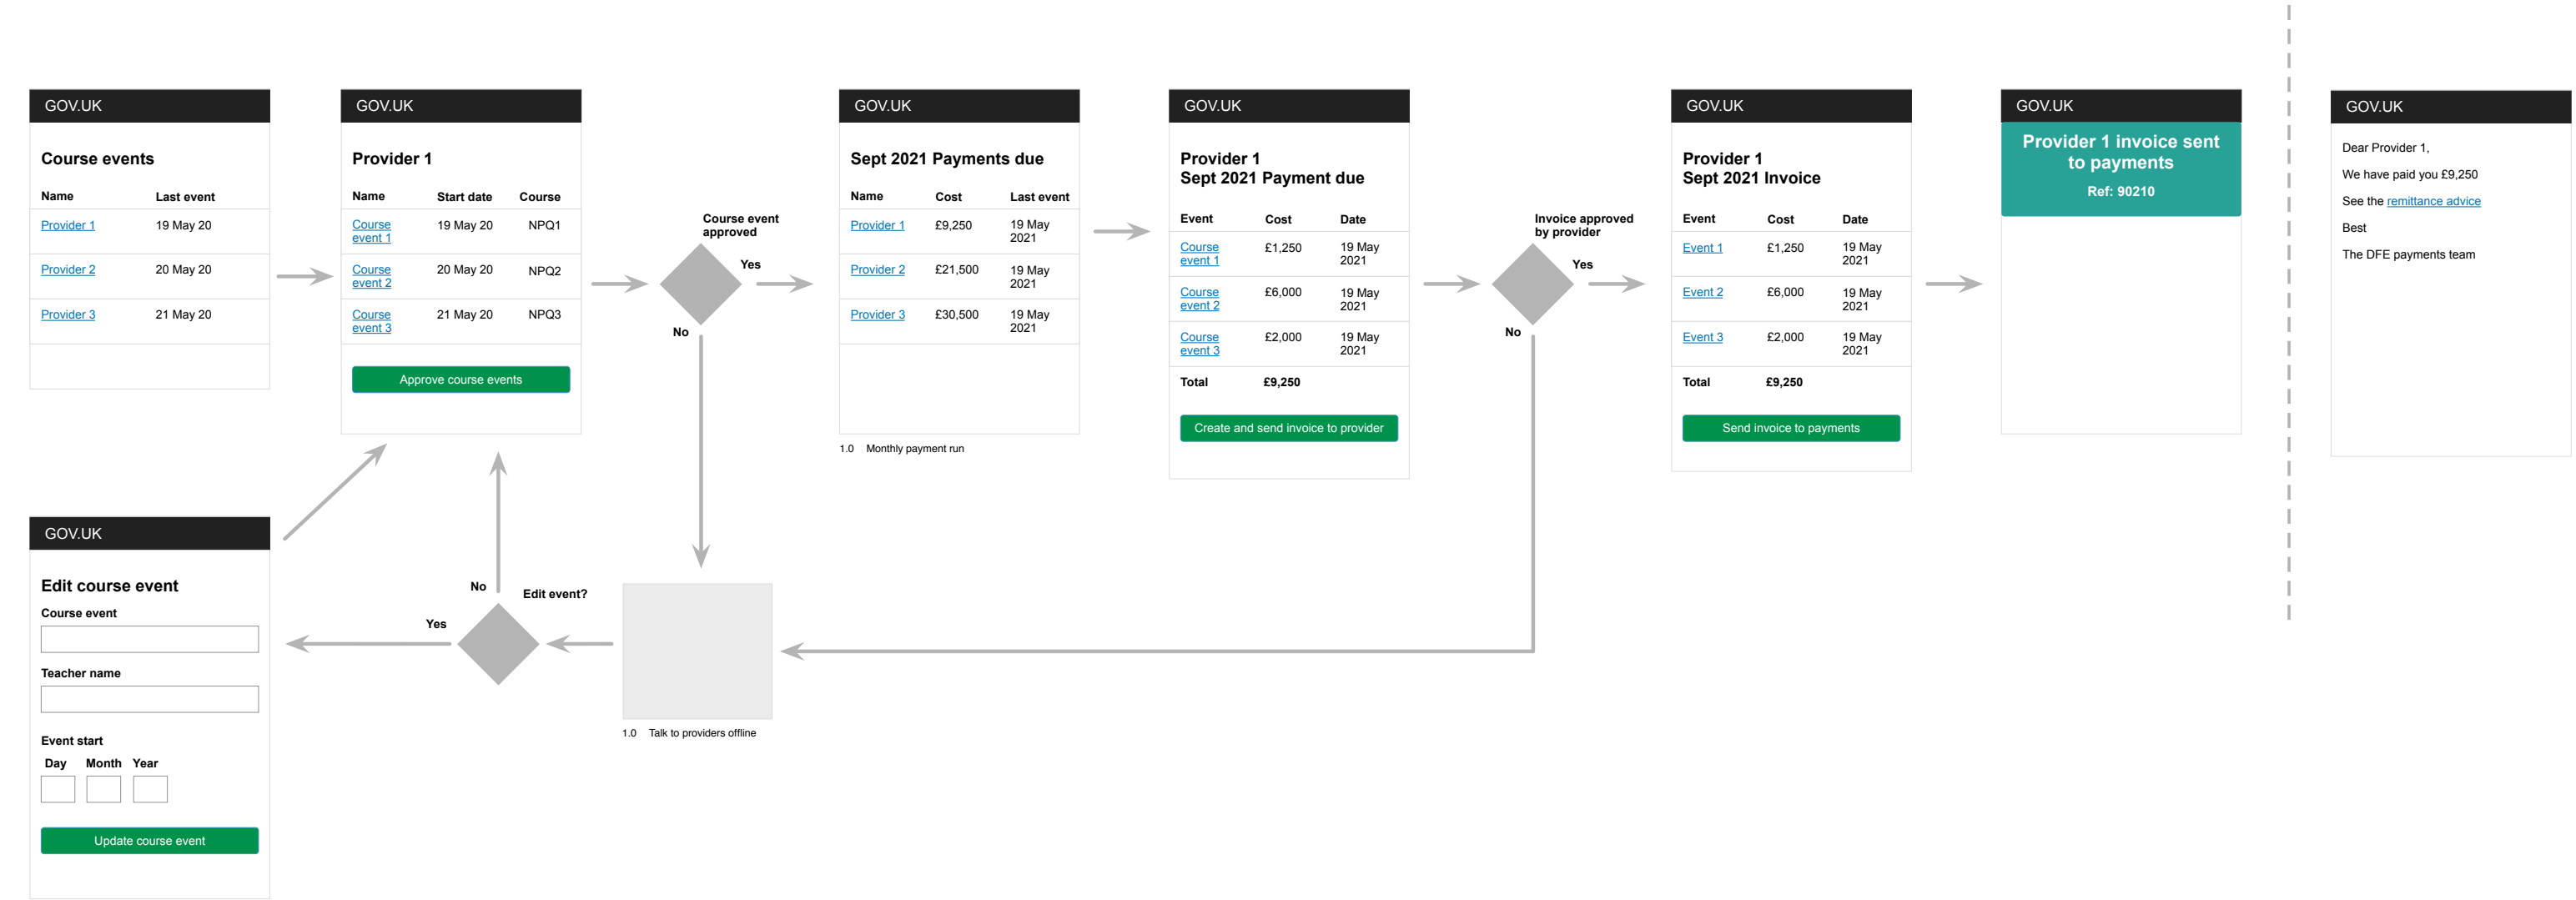 GOV.UK
Course events
Name Last event
Provider 1 19 May 20
Provider 2 20 May 20
Provider 3 21 May 20
GOV.UK
Provider 1
Name Start date Course
Course 19 May 20 NPQ1
event 1
Course 20 May 20 NPQ2
event 2
Course 21 May 20 NPQ3
event 3
Approve course events
Course event
approved
Yes
No
GOV.UK
Sept 2021 Payments due
Name Cost Last event
Provider 1 £9,250 19 May
2021
Provider 2 £21,500 19 May
2021
Provider 3 £30,500 19 May
2021
1.0 Monthly payment run
GOV.UK
Provider 1
Sept 2021 Payment due
Event Cost Date
Course £1,250 19 May
event 1 2021
Course £6,000 19 May
event 2 2021
Course £2,000 19 May
event 3 2021
Total £9,250
Create and send invoice to provider
Invoice approved
by provider
Yes
No
GOV.UK
Provider 1
Sept 2021 Invoice
Event Cost Date
Event 1 £1,250 19 May
2021
Event 2 £6,000 19 May
2021
Event 3 £2,000 19 May
2021
Total £9,250
Send invoice to payments
GOV.UK
Provider 1 invoice sent
to payments
Ref: 90210
GOV.UK
Dear Provider 1,
We have paid you £9,250
See the remittance advice
Best
The DFE payments team
GOV.UK
Edit course event
Course event
Teacher name
Event start
Day Month Year
Update course event
No
Edit event?
Yes
1.0 Talk to providers offline